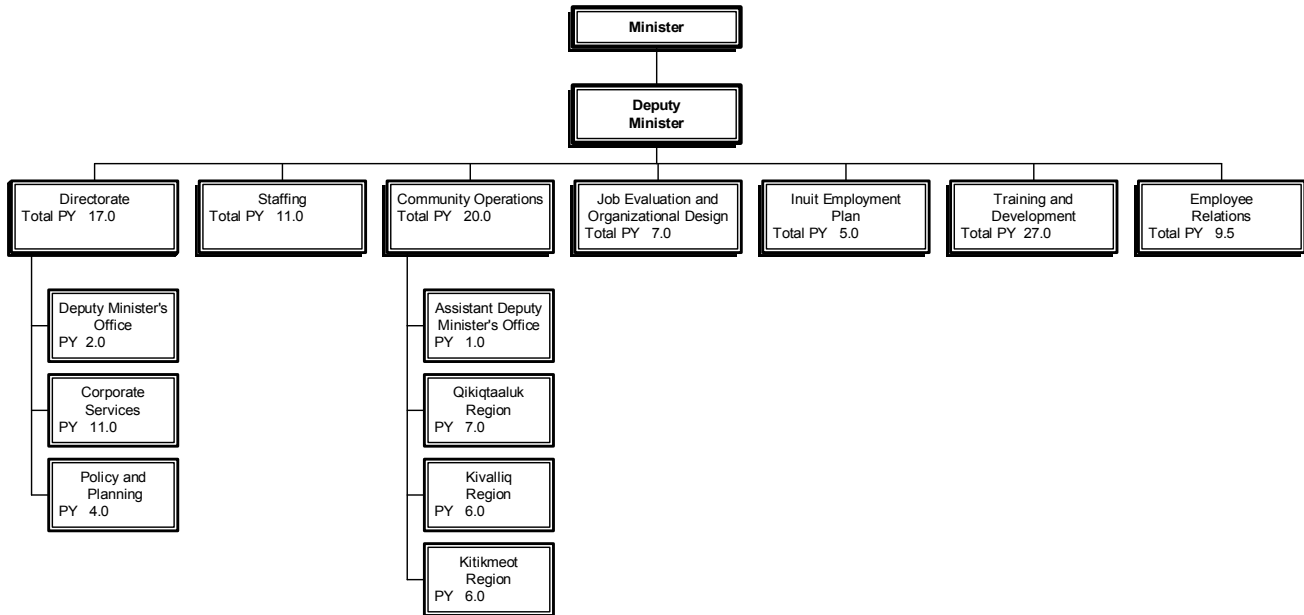 Minister
Deputy
Minister
Directorate
Total PY 17.0
Staffing
Total PY 11.0
Community Operations
Total PY 20.0
Job Evaluation and
Organizational Design
Total PY 7.0
Inuit Employment
Plan
Total PY 5.0
Training and
Development
Total PY 27.0
Employee
Relations
Total PY 9.5
Deputy Minister's
Office
PY 2.0
Corporate
Services
PY 11.0
Policy and
Planning
PY 4.0
Assistant Deputy
Minister's Office
PY 1.0
Qikiqtaaluk
Region
PY 7.0
Kivalliq
Region
PY 6.0
Kitikmeot
Region
PY 6.0